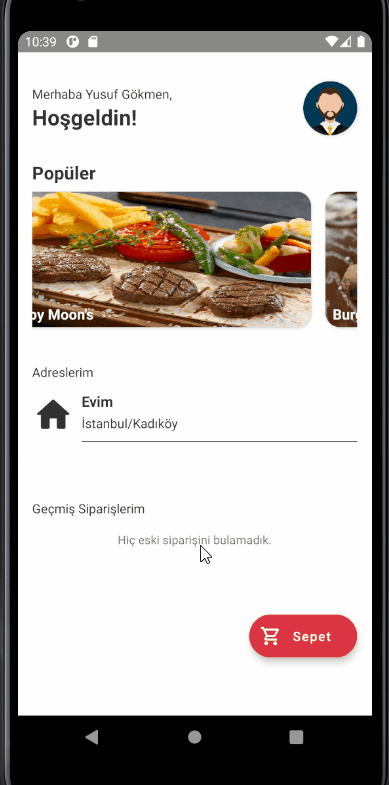 10:39
Merhaba Yusuf Gökmen,
Hoşgeldin!
Popüler
by Moon's
Adreslerim
Evim
İstanbul/Kadıköy
Geçmiş Siparişlerim
Hiç eski siparişini bulamadık.
Sepet